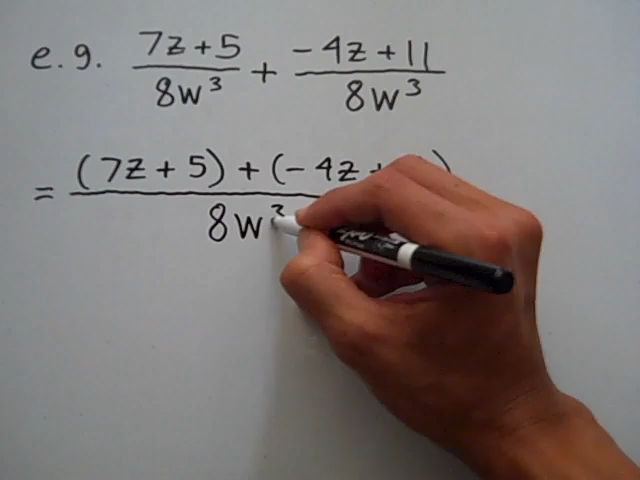 e.g. (7z+5)/(8w³) + (-4z+11)/(8w³)
= ((7z+5)+(-4z+ ))/(8w³)